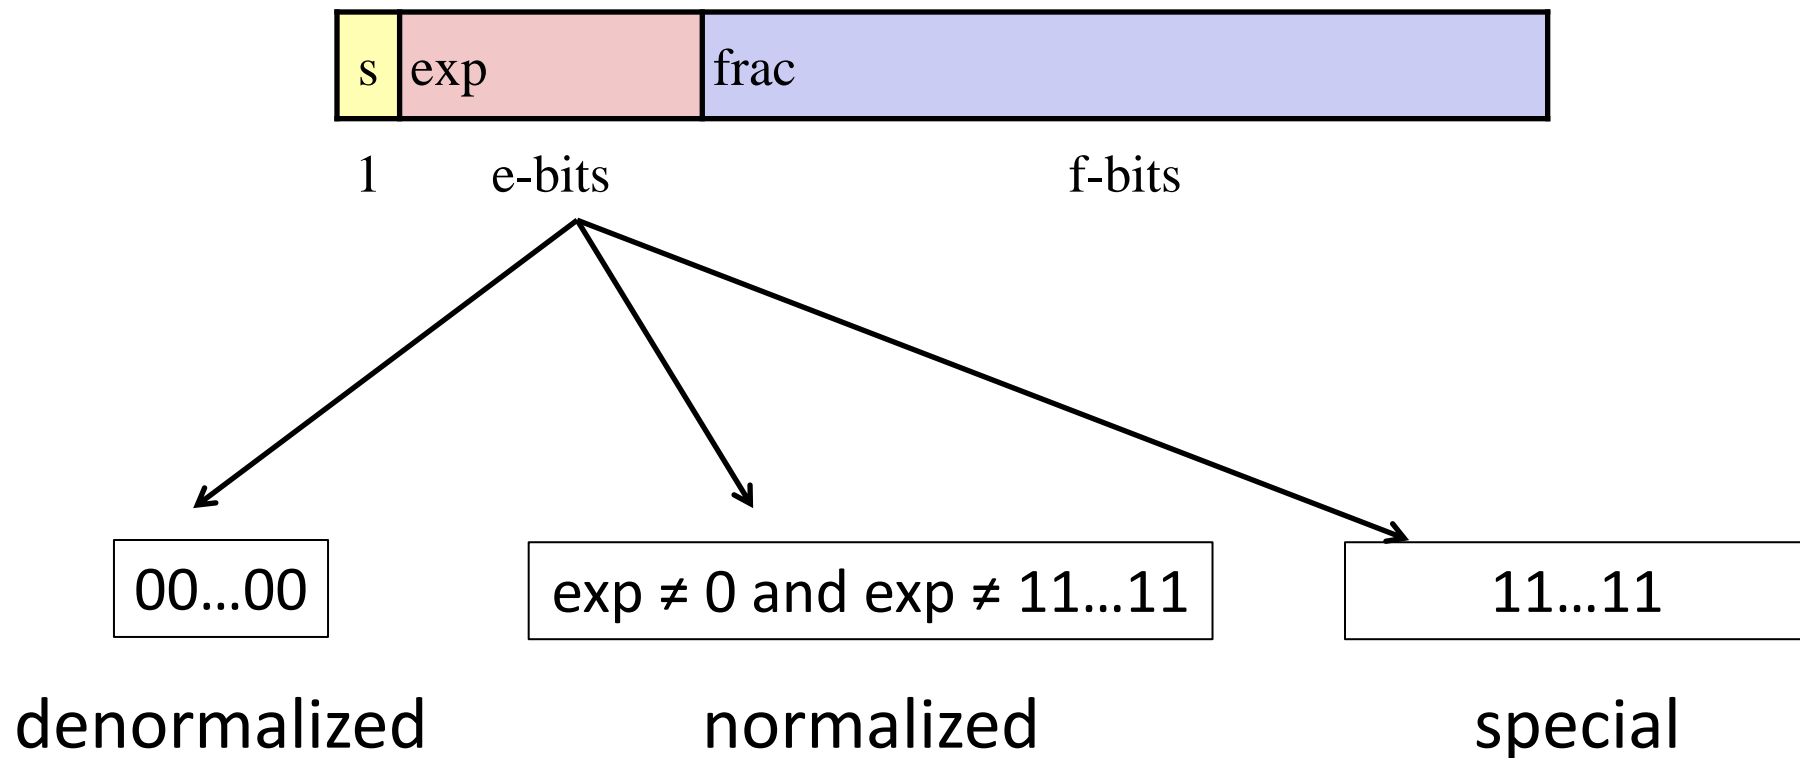 s exp frac
1 e-bits f-bits
00...00 exp ≠ 0 and exp ≠ 11...11 11...11
denormalized normalized special